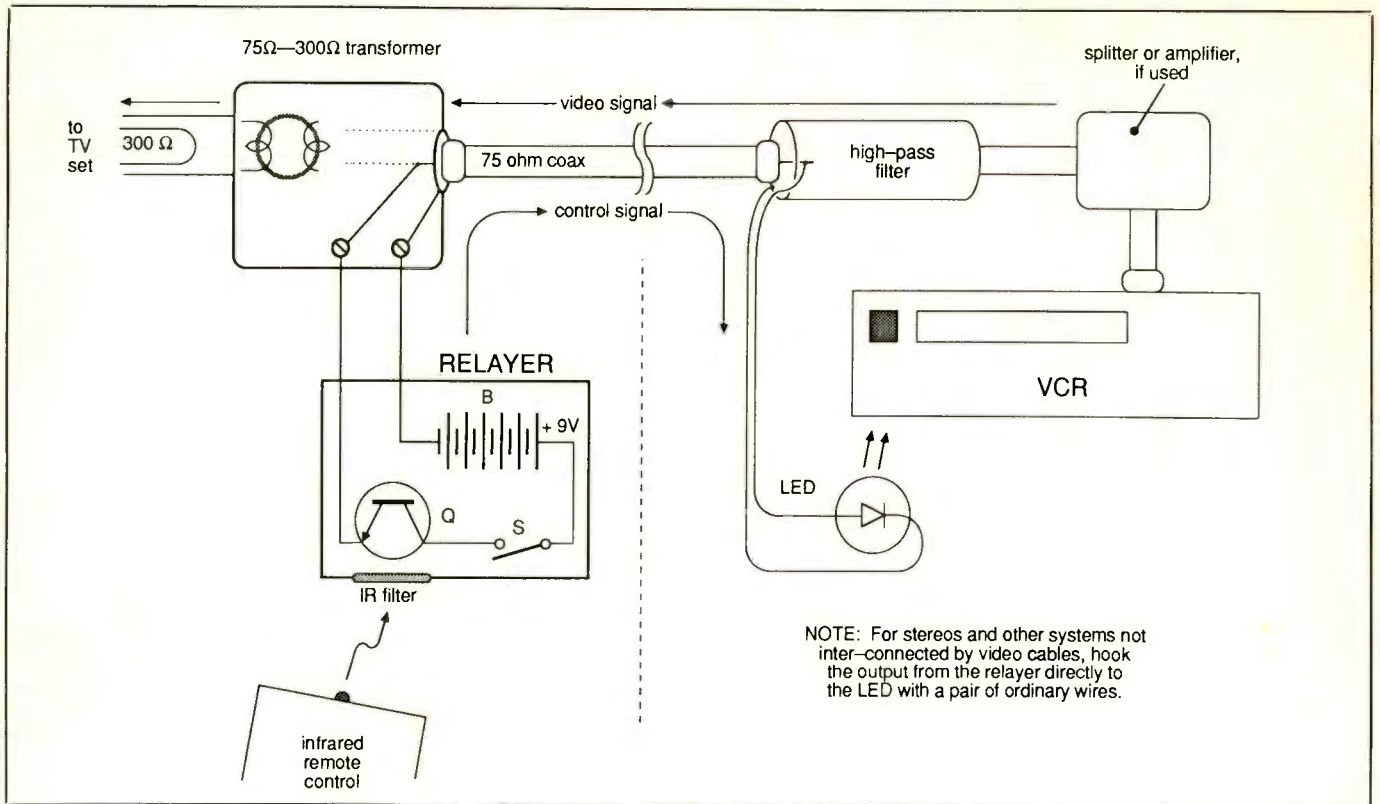 75Ω—300Ω transformer
to
TV
set
300 Ω
video signal
75 ohm coax
control signal
high–pass
filter
splitter or amplifier,
if used
VCR
RELAYER
B
+ 9V
Q
S
IR filter
infrared
remote
control
LED
NOTE: For stereos and other systems not
inter–connected by video cables, hook
the output from the relayer directly to
the LED with a pair of ordinary wires.